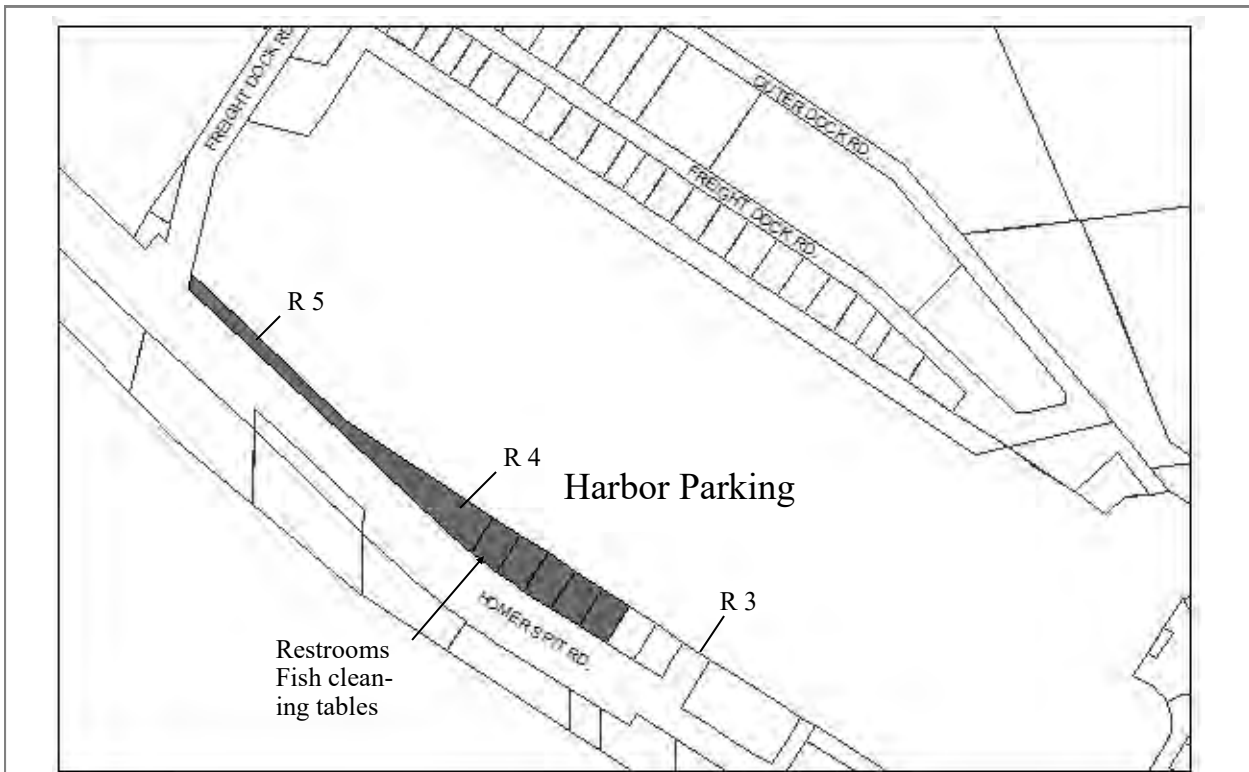 FREIGHT DOCK RD.
OUTER DOCK RD.
FREIGHT DOCK RD.
R 5
R 4
Harbor Parking
R 3
HOMER SPIT RD.
Restrooms
Fish clean-
ing tables